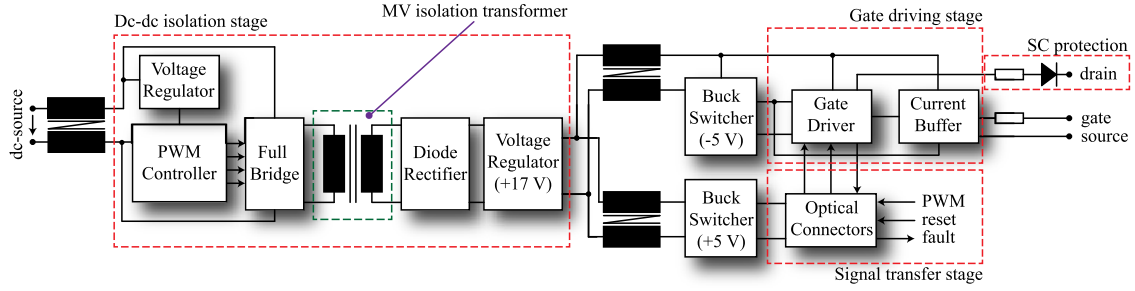 MV isolation transformer
Dc-dc isolation stage
Gate driving stage
SC protection
dc-source
Voltage
Regulator
PWM
Controller
Full
Bridge
Diode
Rectifier
Voltage
Regulator
(+17 V)
Buck
Switcher
(-5 V)
Gate
Driver
Current
Buffer
drain
gate
source
Buck
Switcher
(+5 V)
Optical
Connectors
PWM
reset
fault
Signal transfer stage